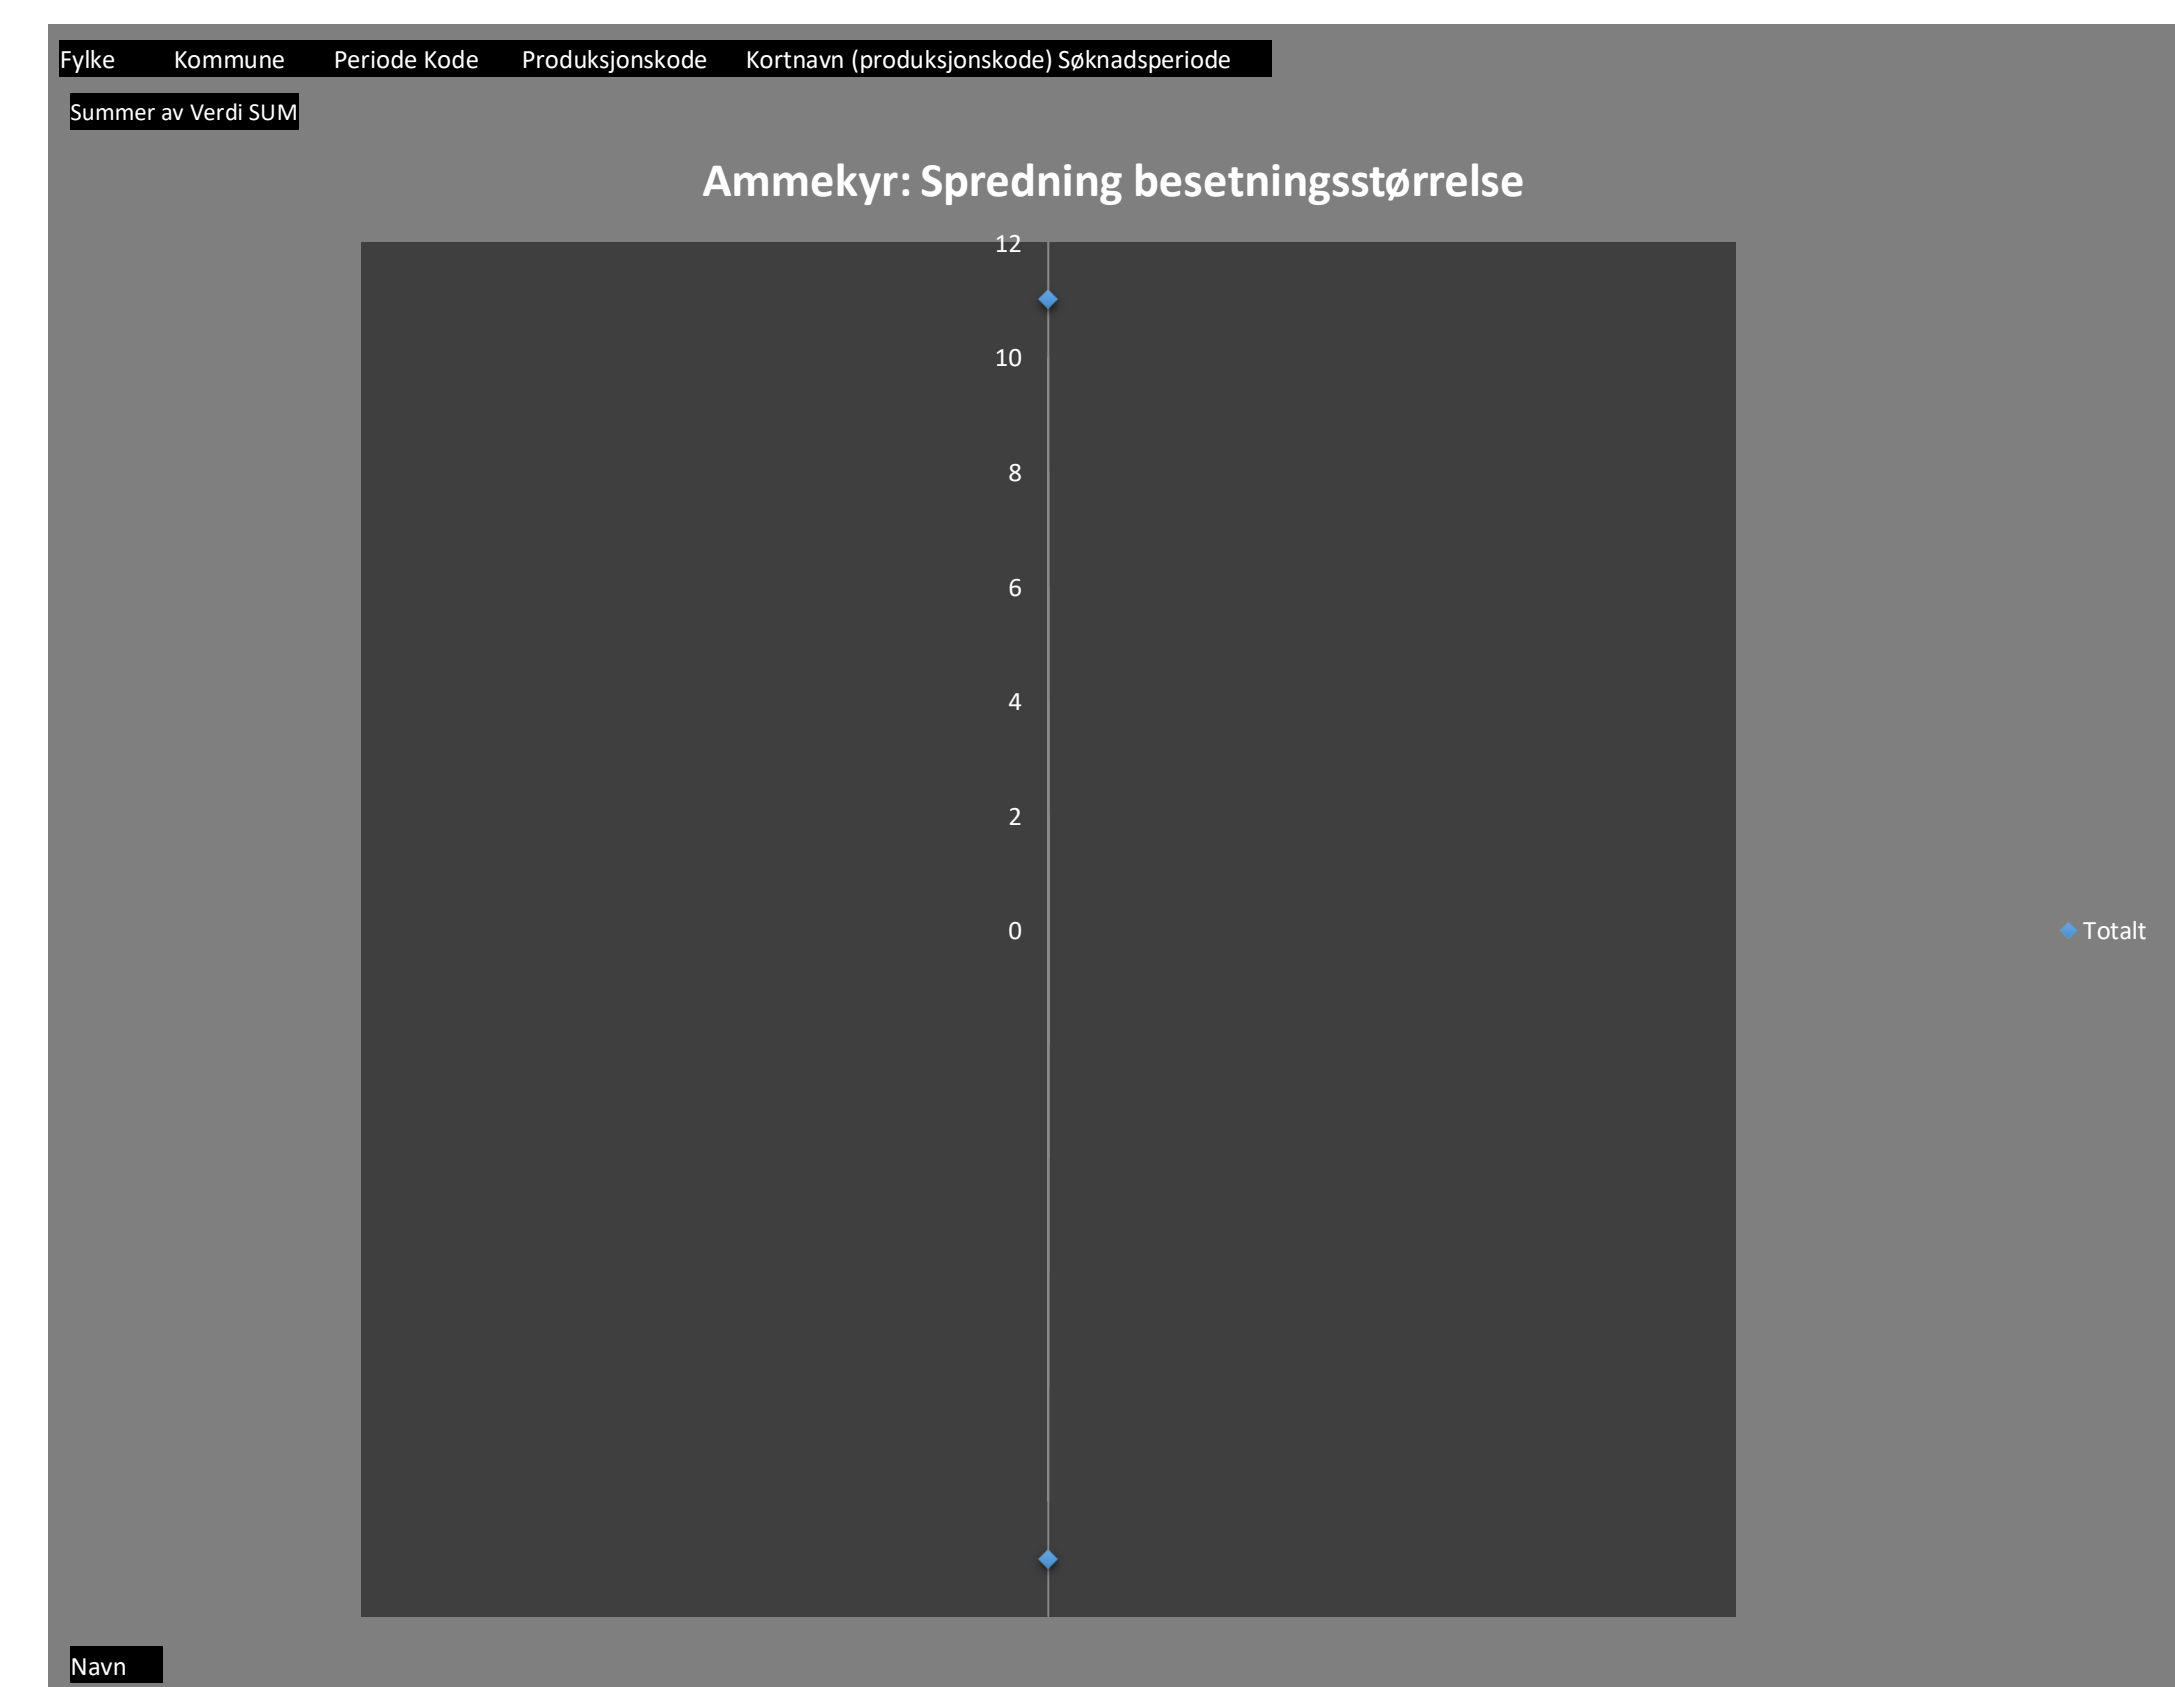 Fylke Kommune Periode Kode Produksjonskode Kortnavn (produksjonskode) Søknadsperiode
Summer av Verdi SUM
Ammekyr: Spredning besetningsstørrelse
12
10
8
6
4
2
0
Totalt
Navn